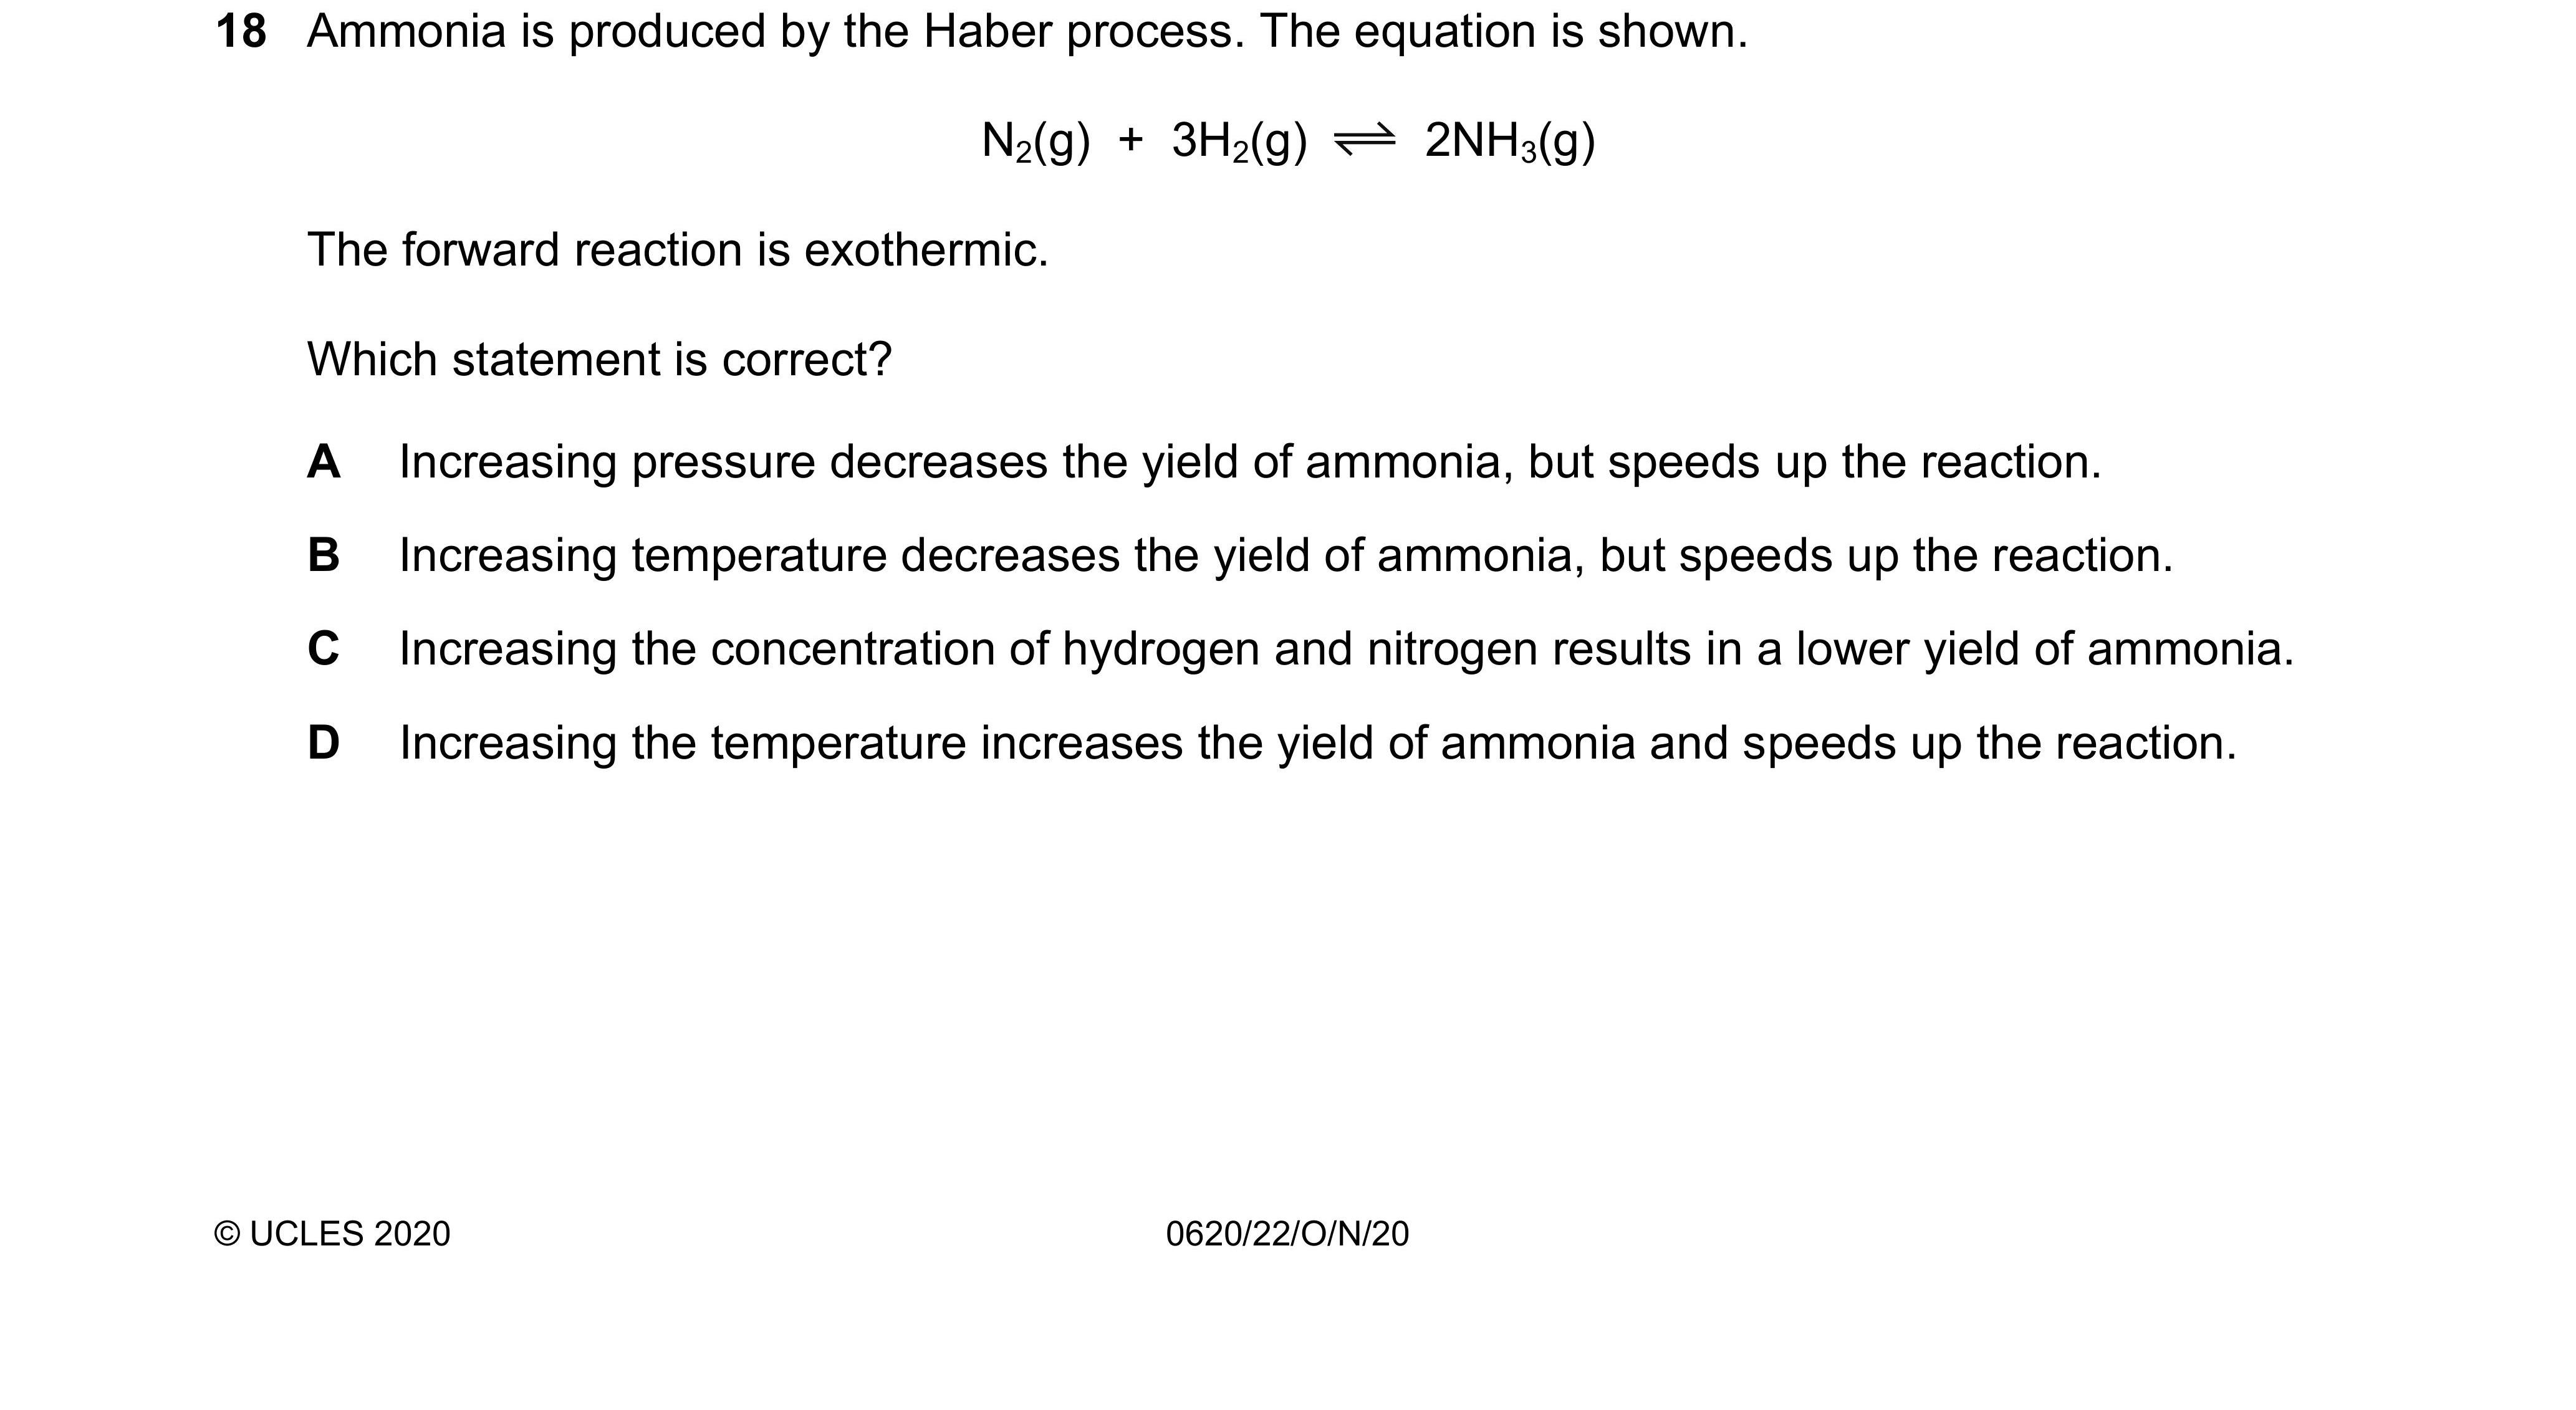 18 Ammonia is produced by the Haber process. The equation is shown.
N₂(g) + 3H₂(g) ⇌ 2NH₃(g)
The forward reaction is exothermic.
Which statement is correct?
A Increasing pressure decreases the yield of ammonia, but speeds up the reaction.
B Increasing temperature decreases the yield of ammonia, but speeds up the reaction.
C Increasing the concentration of hydrogen and nitrogen results in a lower yield of ammonia.
D Increasing the temperature increases the yield of ammonia and speeds up the reaction.
© UCLES 2020 0620/22/O/N/20